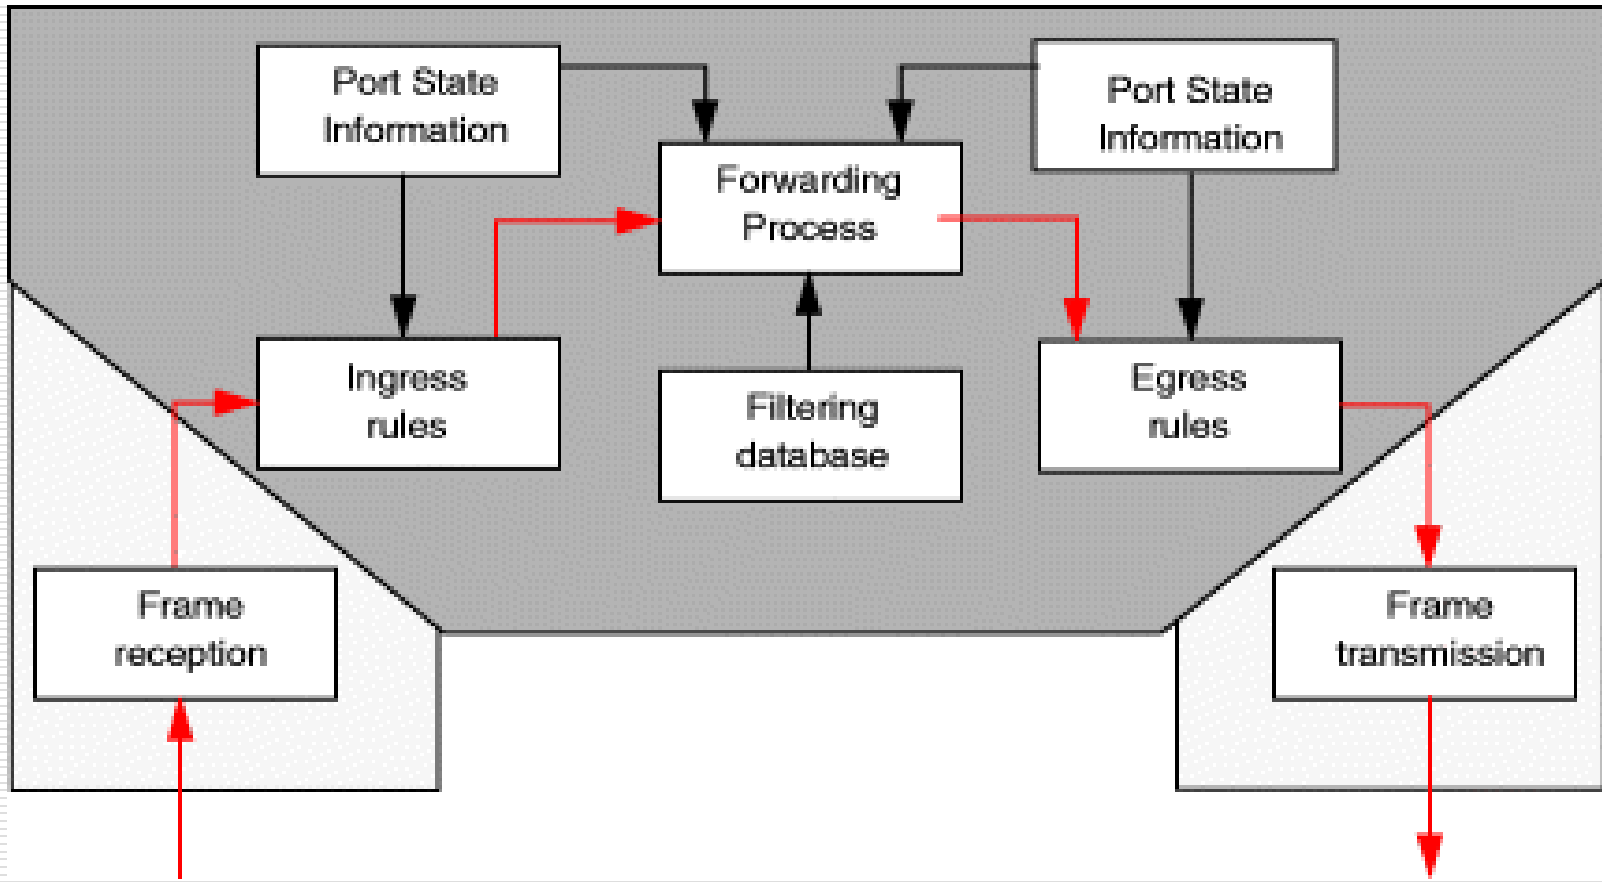 Port State
Information
Port State
Information
Forwarding
Process
Ingress
rules
Filtering
database
Egress
rules
Frame
reception
Frame
transmission